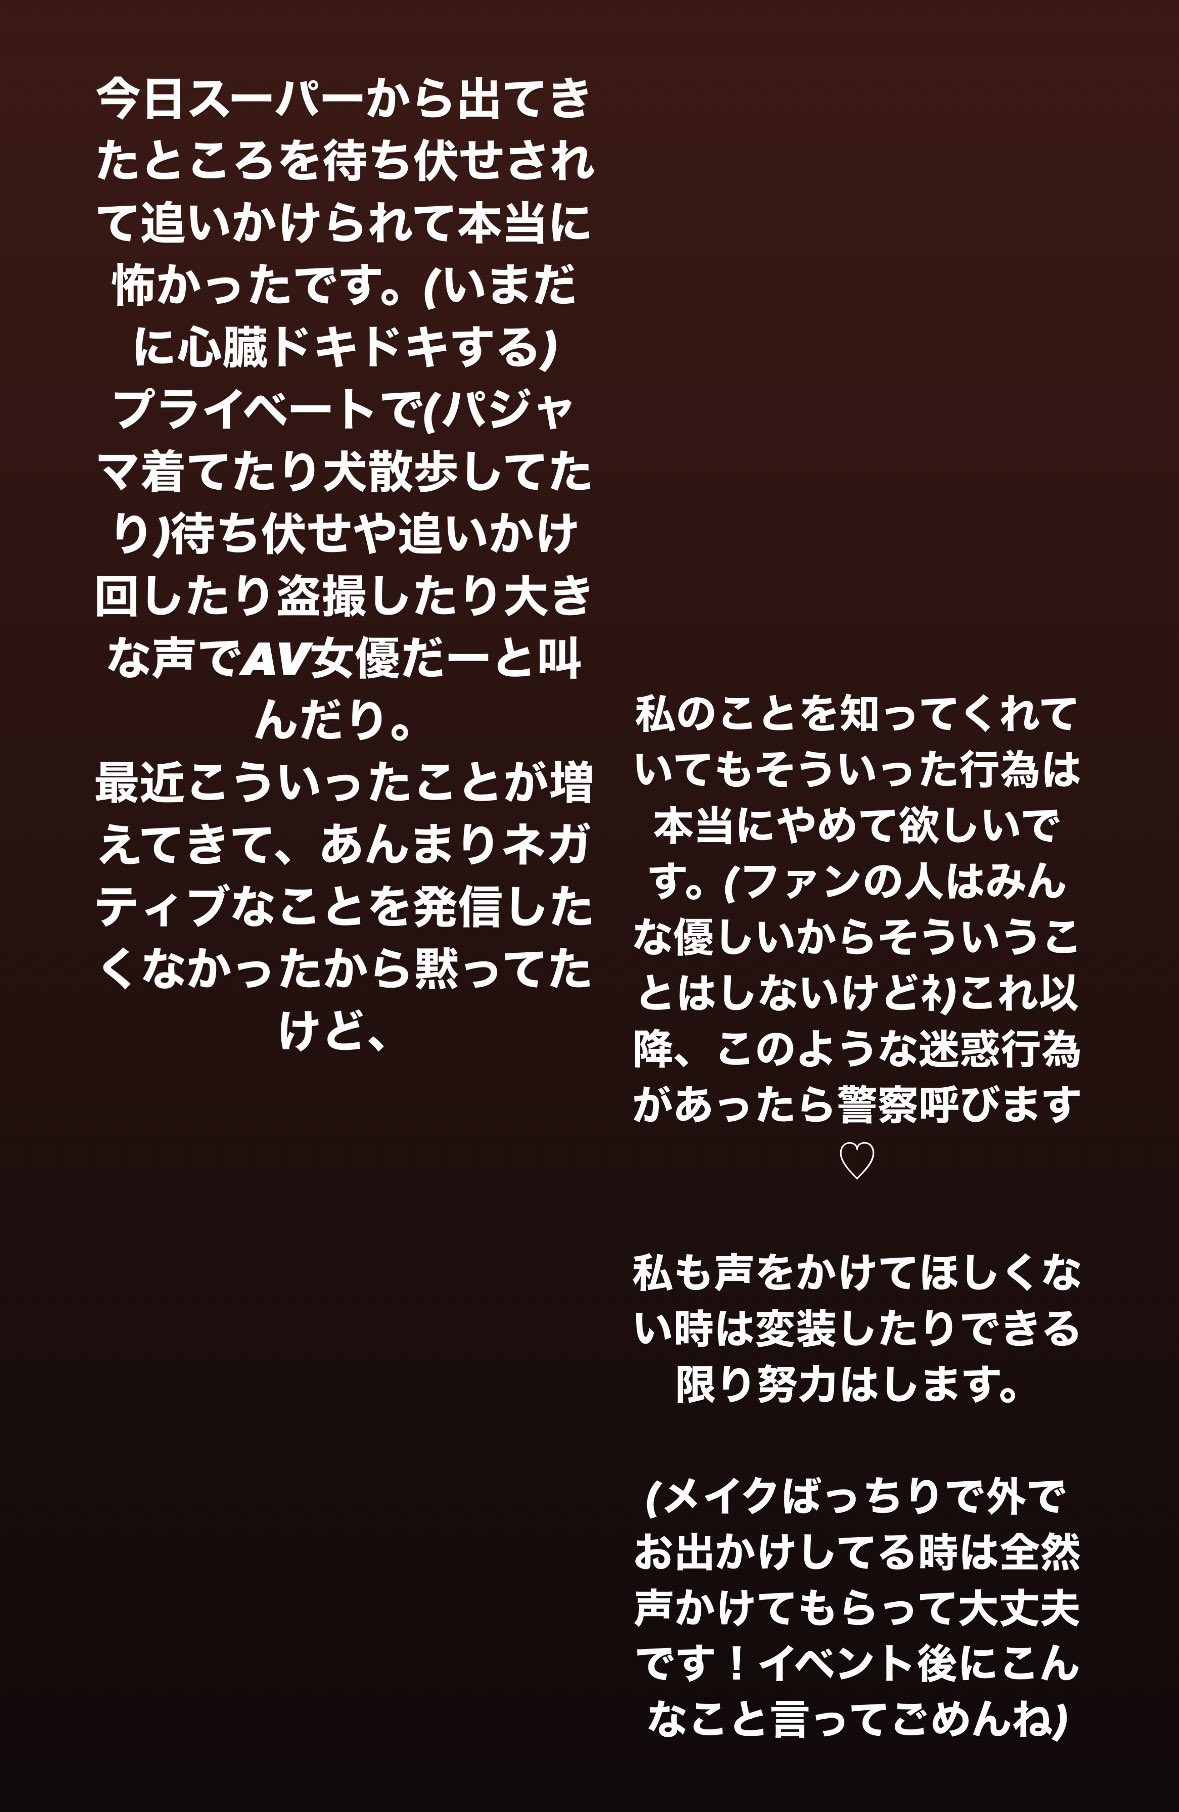 今日スーパーから出てき
たところを待ち伏せされ
て追いかけられて本当に
怖かったです。(いまだ
に心臓ドキドキする)
プライベートで(パジャ
マ着てたり犬散歩してた
り)待ち伏せや追いかけ
回したり盗撮したり大き
な声でAV女優だーと叫
んだり。
最近こういったことが増
えてきて、あんまりネガ
ティブなことを発信した
くなかったから黙ってた
けど、
私のことを知ってくれて
いてもそういった行為は
本当にやめて欲しいで
す。(ファンの人はみん
な優しいからそういうこ
とはしないけどﾈ)これ以
降、このような迷惑行為
があったら警察呼びます
♡
私も声をかけてほしくな
い時は変装したりできる
限り努力はします。
(メイクばっちりで外で
お出かけしてる時は全然
声かけてもらって大丈夫
です！イベント後にこん
なこと言ってごめんね)